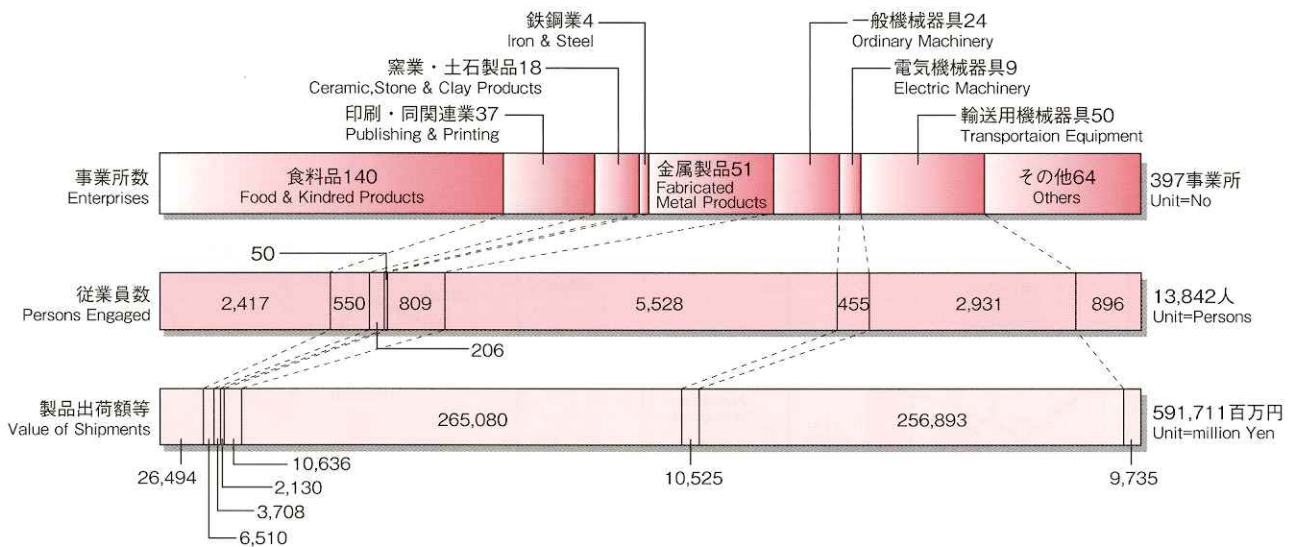 鉄鋼業4
Iron & Steel
一般機械器具24
Ordinary Machinery
窯業・土石製品18
Ceramic,Stone & Clay Products
電気機械器具9
Electric Machinery
印刷・同関連業37
Publishing & Printing
輸送用機械器具50
Transportaion Equipment
事業所数
Enterprises
食料品140
Food & Kindred Products
金属製品51
Fabricated
Metal Products
その他64
Others
397事業所
Unit=No
50
従業員数
Persons Engaged
2,417
550
809
5,528
455
2,931
896
13,842人
Unit=Persons
206
製品出荷額等
Value of Shipments
265,080
256,893
591,711百万円
Unit=million Yen
26,494
10,636
10,525
9,735
2,130
3,708
6,510